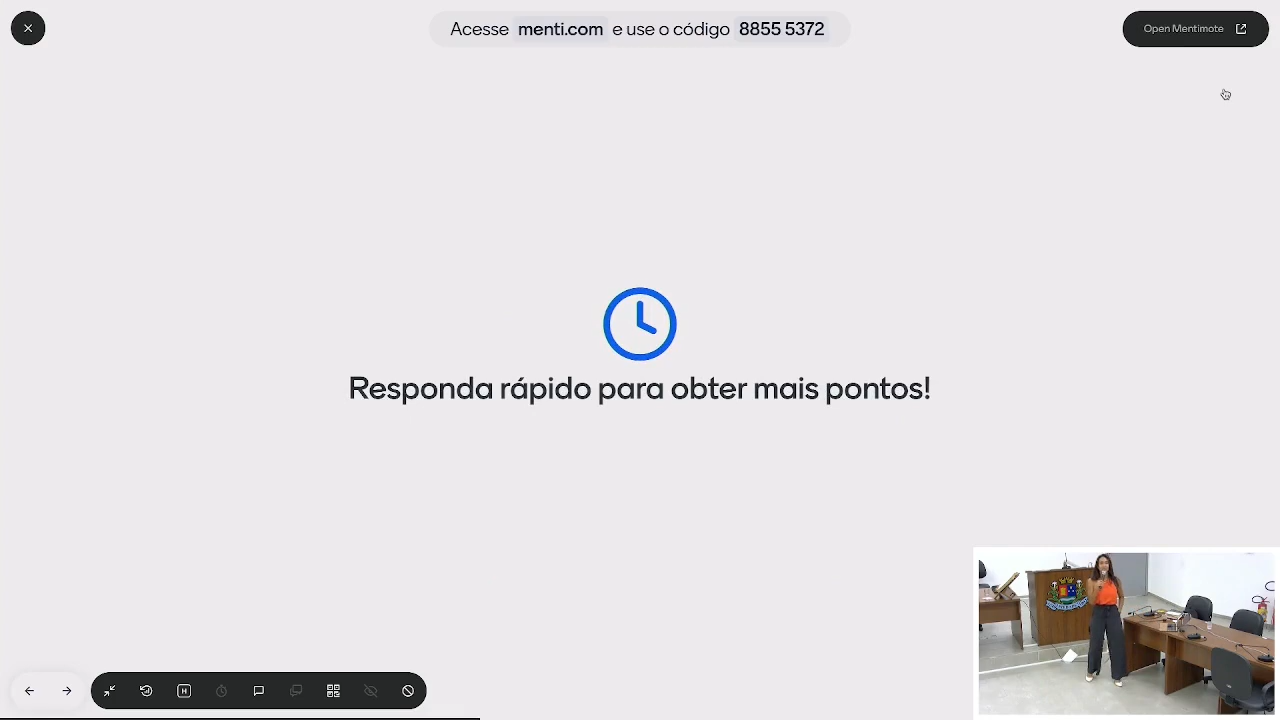 Acesse menti.com e use o código 8855 5372
Open Mentimote
Responda rápido para obter mais pontos!
H